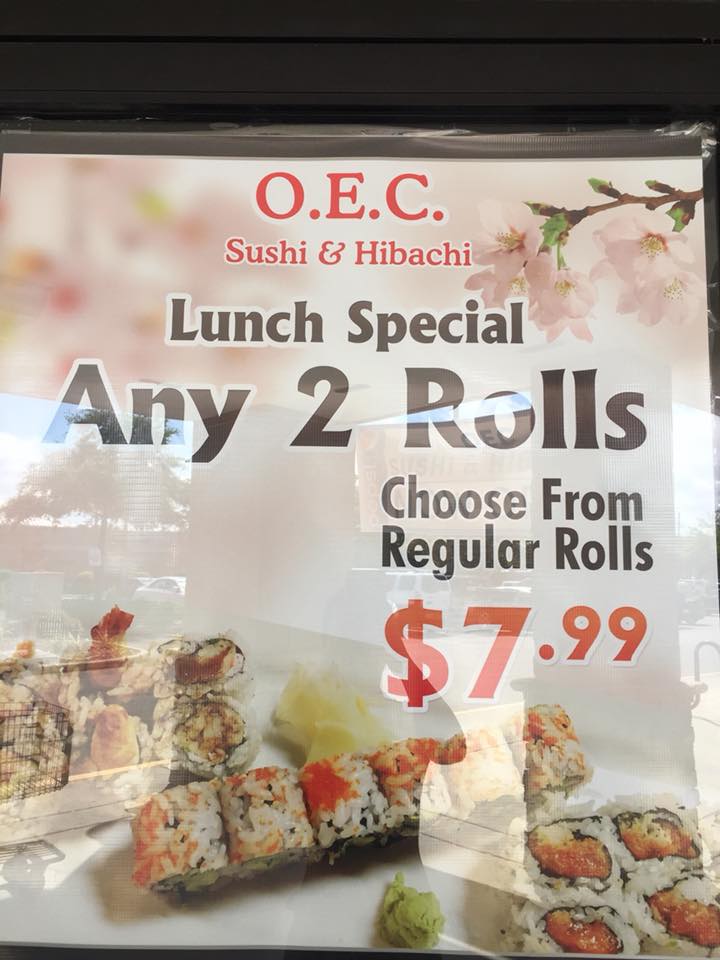 O.E.C.
Sushi & Hibachi
Lunch Special
Any 2 Rolls
Choose From
Regular Rolls
$7.99